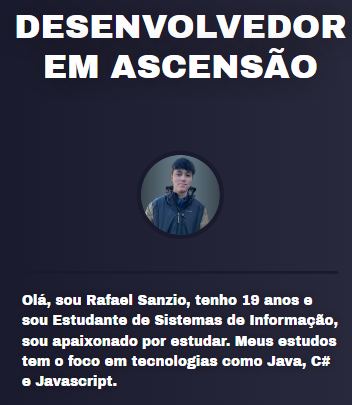 DESENVOLVEDOR
EM ASCENSÃO
Olá, sou Rafael Sanzio, tenho 19 anos e
sou Estudante de Sistemas de Informação,
sou apaixonado por estudar. Meus estudos
tem o foco em tecnologias como Java, C#
e Javascript.